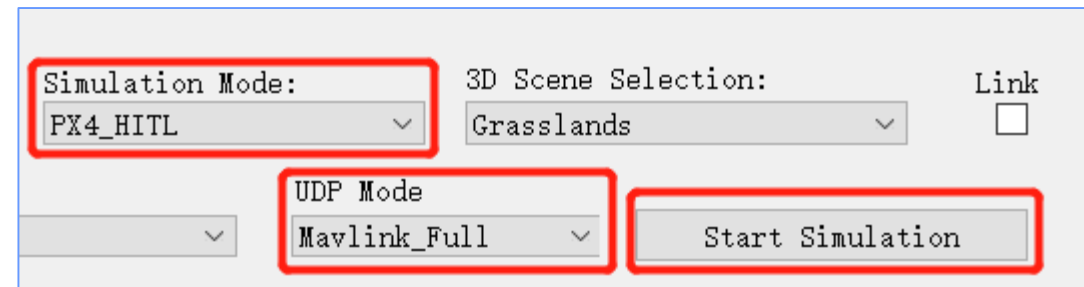 Simulation Mode:
3D Scene Selection:
Link
PX4_HITL
Grasslands
UDP Mode
Mavlink_Full
Start Simulation